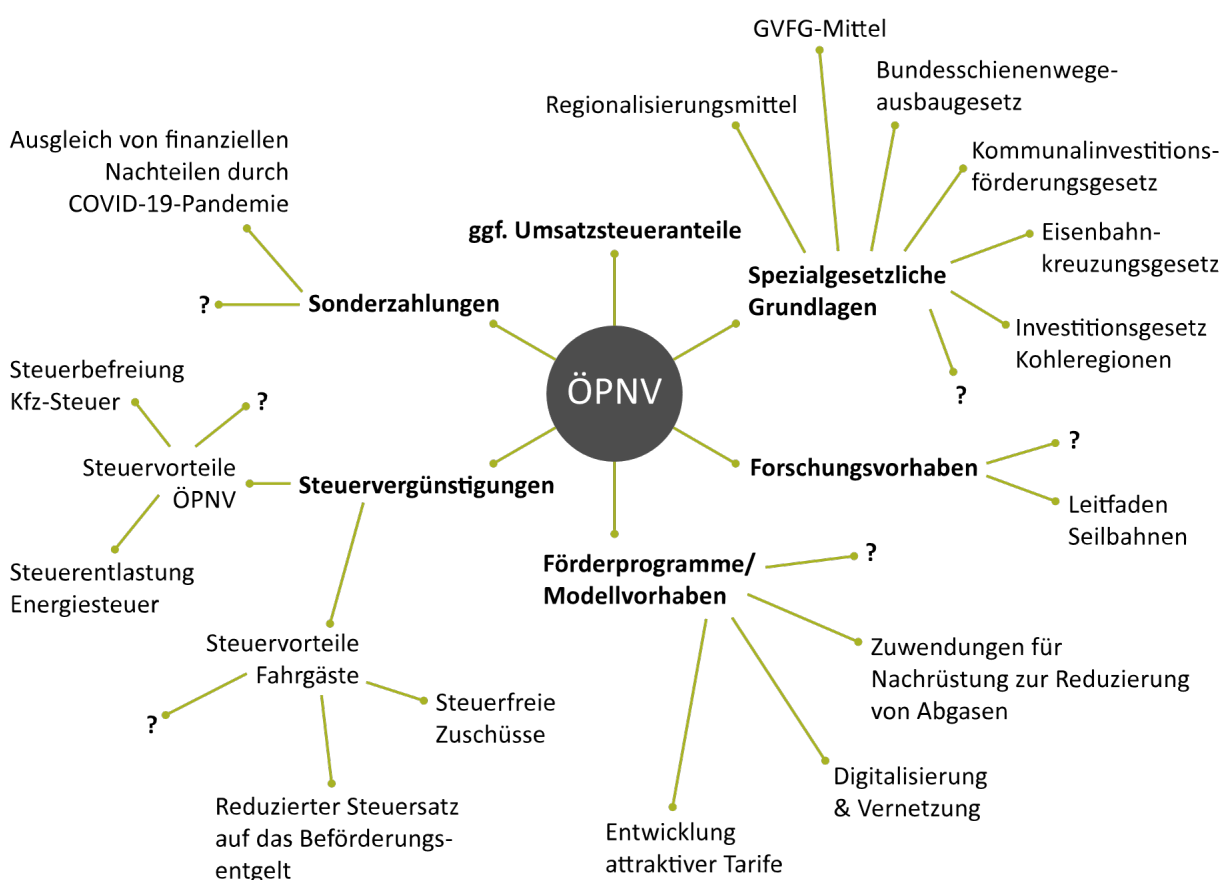 GVFG-Mittel
Regionalisierungsmittel
Bundesschienenwege-
ausbaugesetz
Kommunalinvestitions-
förderungsgesetz
Eisenbahn-
kreuzungsgesetz
Investitionsgesetz
Kohleregionen
?
Spezialgesetzliche
Grundlagen
ggf. Umsatzsteueranteile
Ausgleich von finanziellen
Nachteilen durch
COVID-19-Pandemie
?
Sonderzahlungen
ÖPNV
Steuerbefreiung
Kfz-Steuer
?
Steuervorteile
ÖPNV
Steuervergünstigungen
Steuerentlastung
Energiesteuer
Steuervorteile
Fahrgäste
?
Steuerfreie
Zuschüsse
Reduzierter Steuersatz
auf das Beförderungs-
entgelt
Forschungsvorhaben
?
Leitfaden
Seilbahnen
Förderprogramme/
Modellvorhaben
?
Zuwendungen für
Nachrüstung zur Reduzierung
von Abgasen
Digitalisierung
& Vernetzung
Entwicklung
attraktiver Tarife